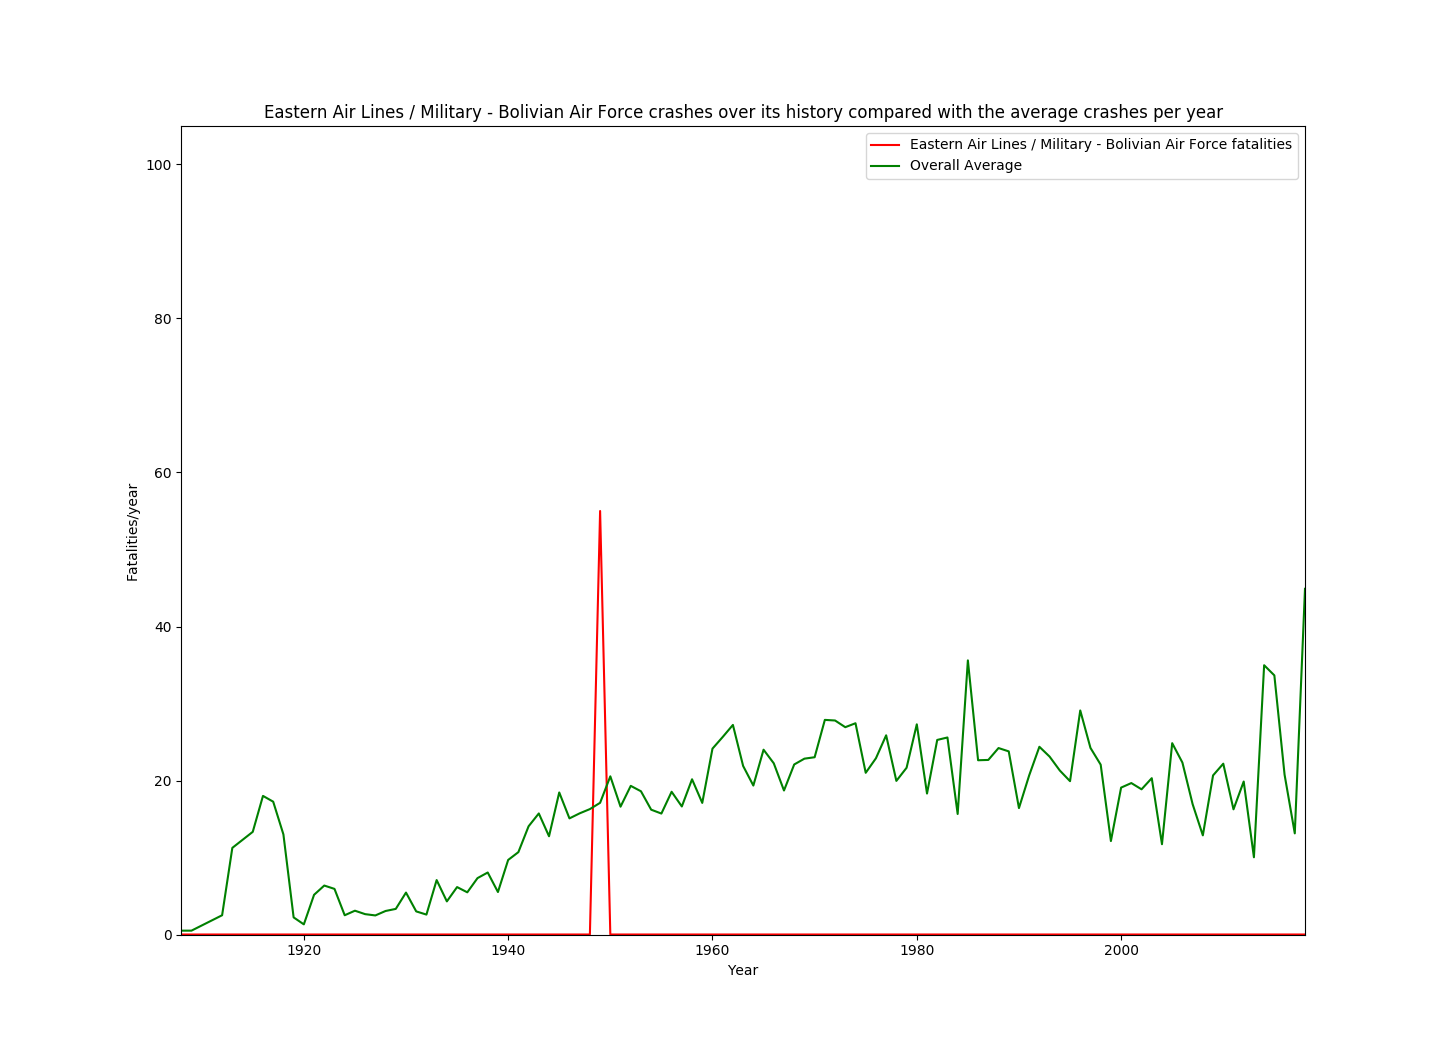 Eastern Air Lines / Military - Bolivian Air Force crashes over its history compared with the average crashes per year
Eastern Air Lines / Military - Bolivian Air Force fatalities
Overall Average
100
80
60
40
20
0
Fatalities/year
1920
1940
1960
1980
2000
Year